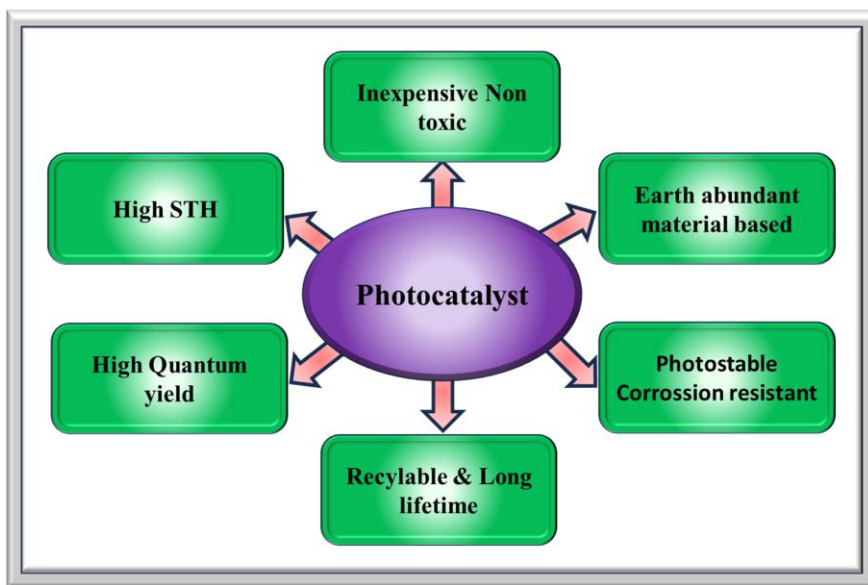 Inexpensive Non
toxic
High STH
Earth abundant
material based
Photocatalyst
High Quantum
yield
Photostable
Corrossion resistant
Recylable & Long
lifetime